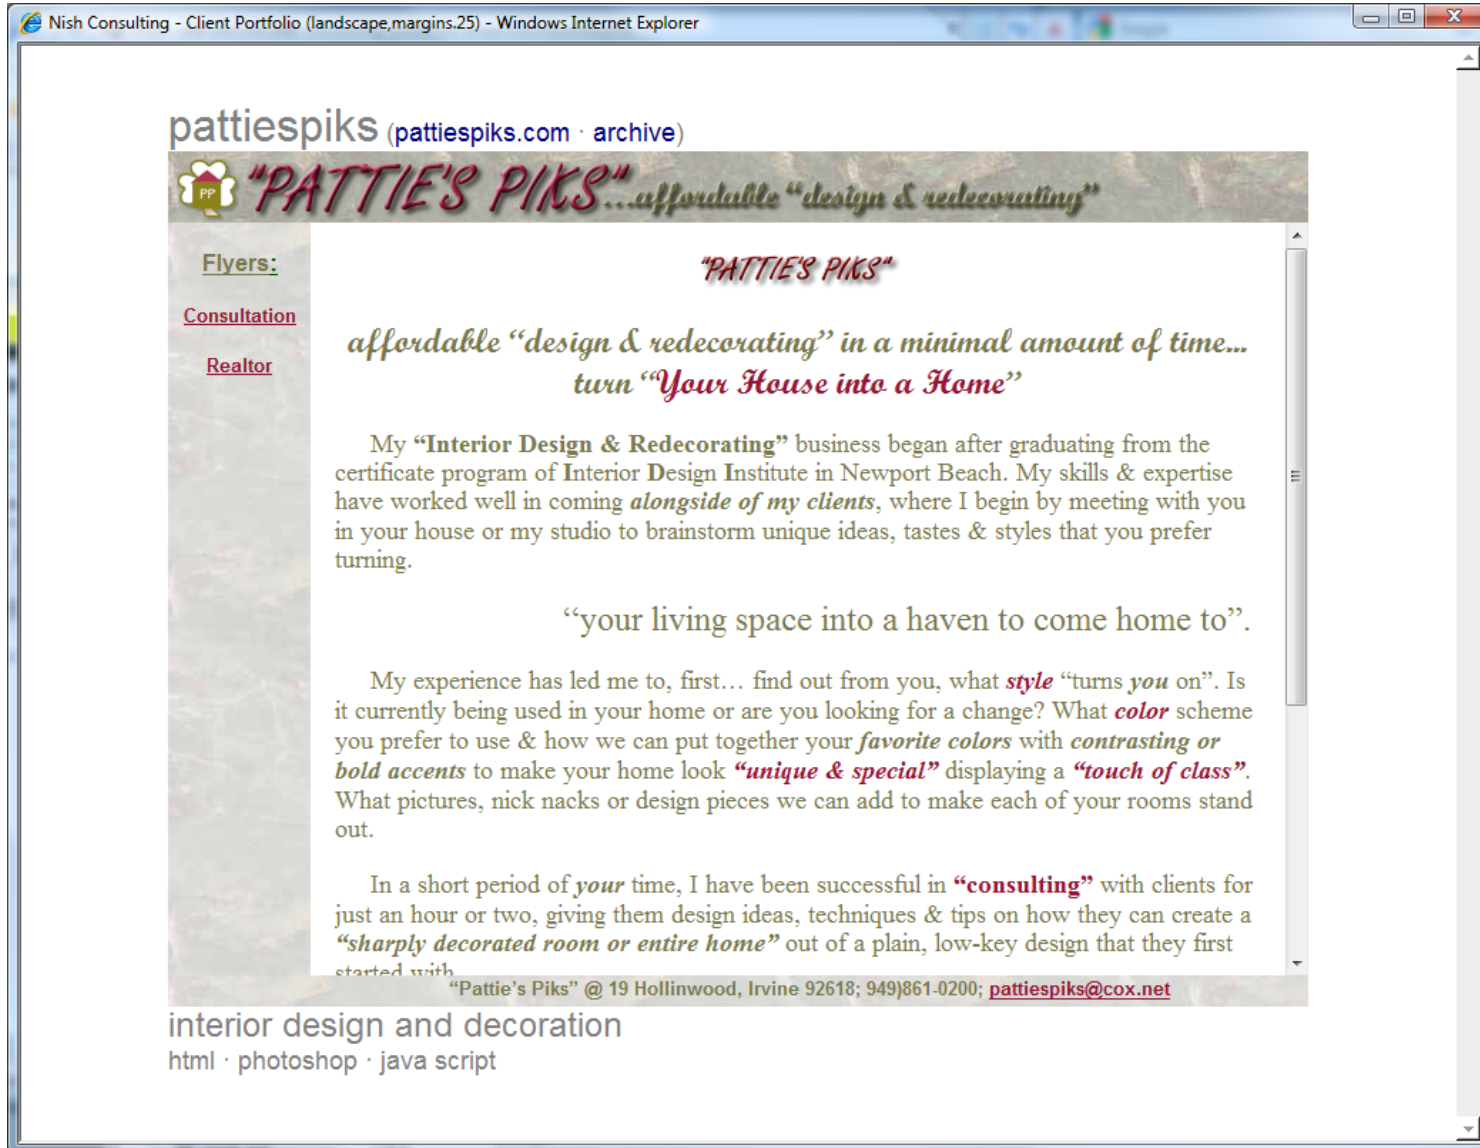 Nish Consulting - Client Portfolio (landscape,margins.25) - Windows Internet Explorer
pattiespiks (pattiespiks.com · archive)
PP "PATTIE'S PIKS"...affordable "design & redecorating"
Flyers:
Consultation
Realtor
"PATTIE'S PIKS"
affordable “design & redecorating” in a minimal amount of time...
turn “Your House into a Home”
My “Interior Design & Redecorating” business began after graduating from the
certificate program of Interior Design Institute in Newport Beach. My skills & expertise
have worked well in coming alongside of my clients, where I begin by meeting with you
in your house or my studio to brainstorm unique ideas, tastes & styles that you prefer
turning.
“your living space into a haven to come home to”.
My experience has led me to, first… find out from you, what style “turns you on”. Is
it currently being used in your home or are you looking for a change? What color scheme
you prefer to use & how we can put together your favorite colors with contrasting or
bold accents to make your home look “unique & special” displaying a “touch of class”.
What pictures, nick nacks or design pieces we can add to make each of your rooms stand
out.
In a short period of your time, I have been successful in “consulting” with clients for
just an hour or two, giving them design ideas, techniques & tips on how they can create a
“sharply decorated room or entire home” out of a plain, low-key design that they first
started with
“Pattie’s Piks” @ 19 Hollinwood, Irvine 92618; 949)861-0200; pattiespiks@cox.net
interior design and decoration
html · photoshop · java script